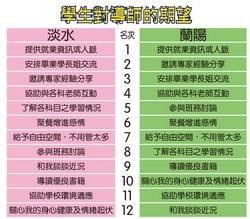 學生對導師的期望
淡水 名次 蘭陽
提供就業資訊或人脈 1 提供就業資訊或人脈
安排畢業學長姐交流 2 安排畢業學長姐交流
邀請專家經驗分享 3 邀請專家經驗分享
協助與各科老師互動 4 協助與各科老師互動
了解各科目之學習情況 5 參與班務討論
聚餐增進感情 6 聚餐增進感情
給予自由空間,不用管太多 7 給予自由空間,不用管太多
參與班務討論 8 了解各科目之學習情況
和我談談近況 9 導讀優良書籍
導讀優良書籍 10 關心我的身心健康及情緒起伏
協助學校環境適應 11 協助學校環境適應
關心我的身心健康及情緒起伏 12 和我談談近況